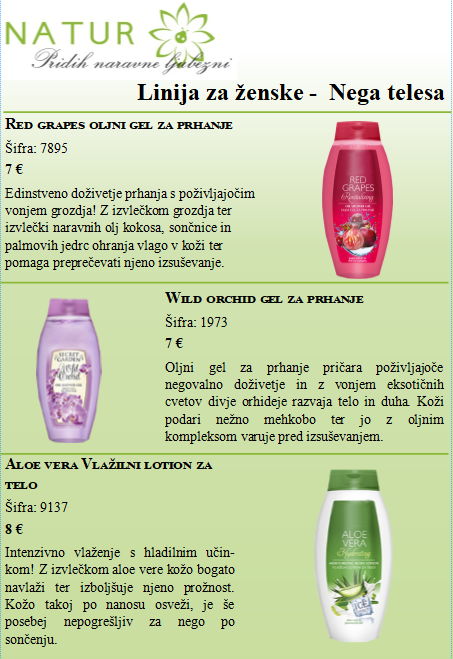 NATUR
Pridih naravne ljubezni
Linija za ženske - Nega telesa
RED GRAPES OLJNI GEL ZA PRHANJE
Šifra: 7895
7 €
Edinstveno doživetje prhanja s poživljajočim
vonjem grozdja! Z izvlečkom grozdja ter
izvlečki naravnih olj kokosa, sončnice in
palmovih jedrc ohranja vlago v koži ter
pomaga preprečevati njeno izsuševanje.
RED
GRAPES
Revitalising
WILD ORCHID GEL ZA PRHANJE
Šifra: 1973
7 €
Oljni gel za prhanje pričara poživljajoče
negovalno doživetje in z vonjem eksotičnih
cvetov divje orhideje razvaja telo in duha. Koži
podari nežno mehkobo ter jo z oljnim
kompleksom varuje pred izsuševanjem.
SECRET
GARDEN
Wild
Orchid
ALOE VERA VLAŽILNI LOTION ZA
TELO
Šifra: 9137
8 €
Intenzivno vlaženje s hladilnim učin-
kom! Z izvlečkom aloe vere kožo bogato
navlaži ter izboljšuje njeno prožnost.
Kožo takoj po nanosu osveži, je še
posebej nepogrešljiv za nego po
sončenju.
ALOE
VERA
Hydrating